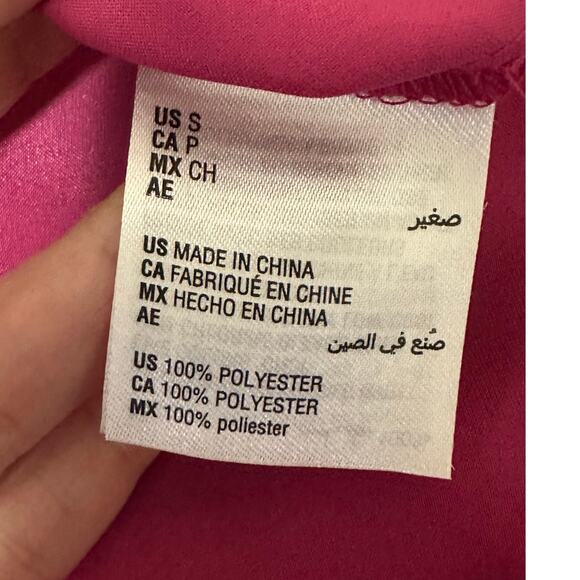 US S
CA P
MX CH
AE
صغير
US MADE IN CHINA
CA FABRIQUÉ EN CHINE
MX HECHO EN CHINA
AE
صُنع في الصين
US 100% POLYESTER
CA 100% POLYESTER
MX 100% poliester